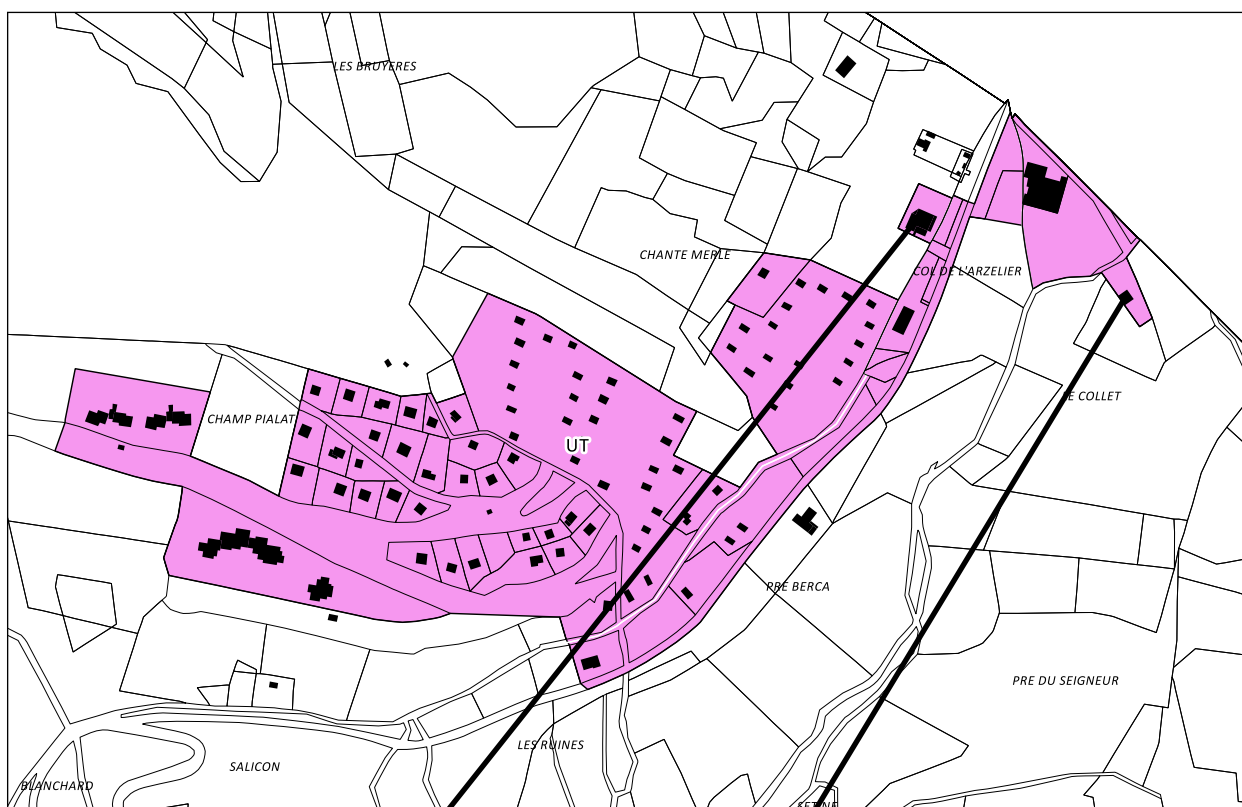 LES BRUYERES
CHANTE MERLE
COL DE L'ARZELIER
LE COLLET
CHAMP PIALAT
UT
PRE BERCA
PRE DU SEIGNEUR
LES RUINES
SALICON
BLANCHARD